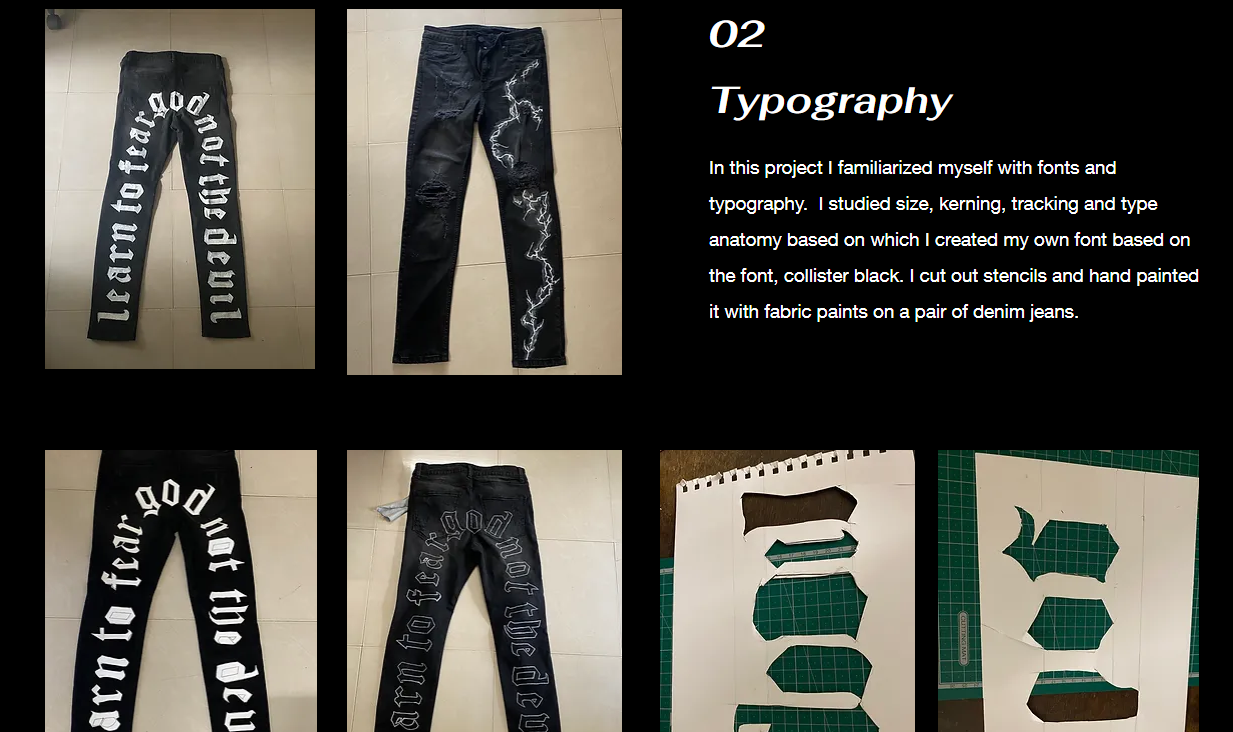 learn to fear god not the devil
02
Typography
In this project I familiarized myself with fonts and
typography.  I studied size, kerning, tracking and type
anatomy based on which I created my own font based on
the font, collister black. I cut out stencils and hand painted
it with fabric paints on a pair of denim jeans.
arn to fear god not the dev
arn to fear god not the dev
CUTTING MAT